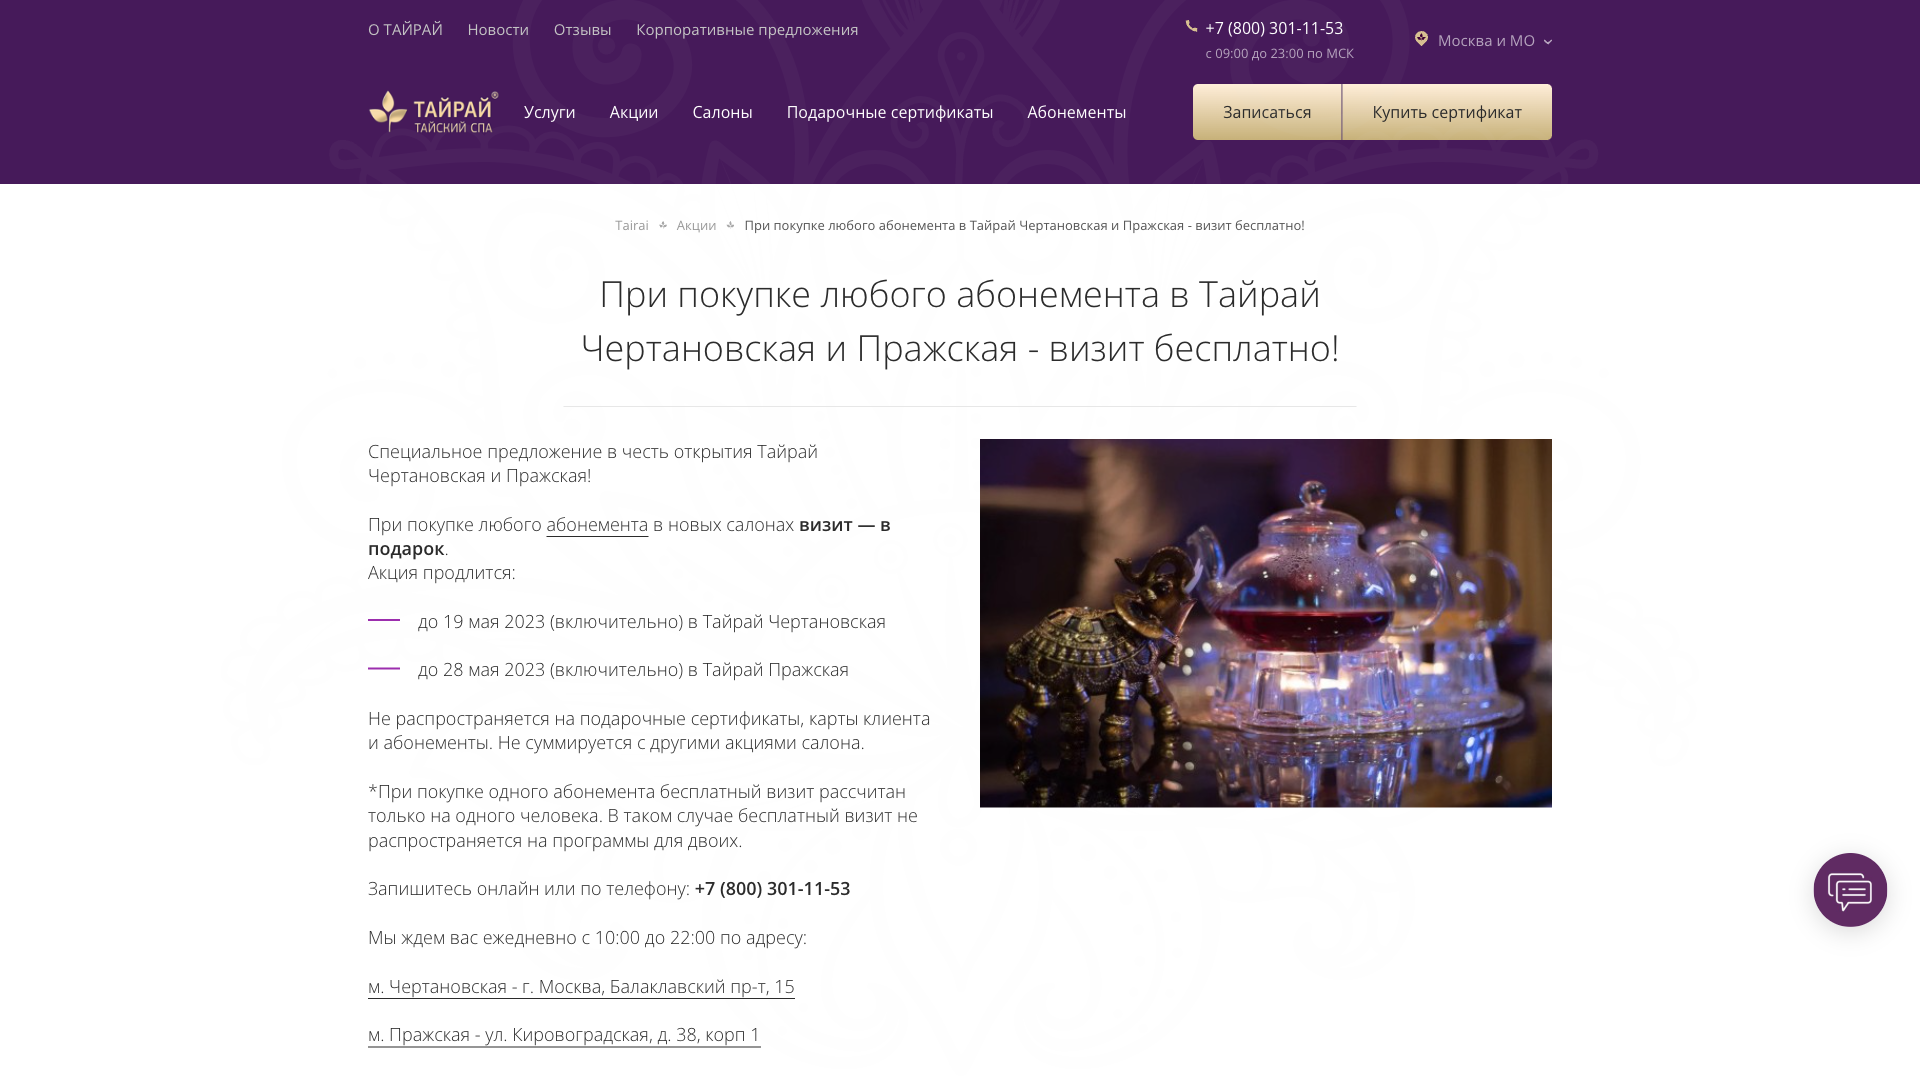 О ТАЙРАЙ Новости Отзывы Корпоративные предложения
+7 (800) 301-11-53
с 09:00 до 23:00 по МСК
Москва и МО
ТАЙРАЙ®
ТАЙСКИЙ СПА
Услуги Акции Салоны Подарочные сертификаты Абонементы
Записаться Купить сертификат
Tairai Акции При покупке любого абонемента в Тайрай Чертановская и Пражская - визит бесплатно!
При покупке любого абонемента в Тайрай
Чертановская и Пражская - визит бесплатно!
Специальное предложение в честь открытия Тайрай
Чертановская и Пражская!
При покупке любого абонемента в новых салонах визит — в
подарок.
Акция продлится:
до 19 мая 2023 (включительно) в Тайрай Чертановская
до 28 мая 2023 (включительно) в Тайрай Пражская
Не распространяется на подарочные сертификаты, карты клиента
и абонементы. Не суммируется с другими акциями салона.
*При покупке одного абонемента бесплатный визит рассчитан
только на одного человека. В таком случае бесплатный визит не
распространяется на программы для двоих.
Запишитесь онлайн или по телефону: +7 (800) 301-11-53
Мы ждем вас ежедневно с 10:00 до 22:00 по адресу:
м. Чертановская - г. Москва, Балаклавский пр-т, 15
м. Пражская - ул. Кировоградская, д. 38, корп 1